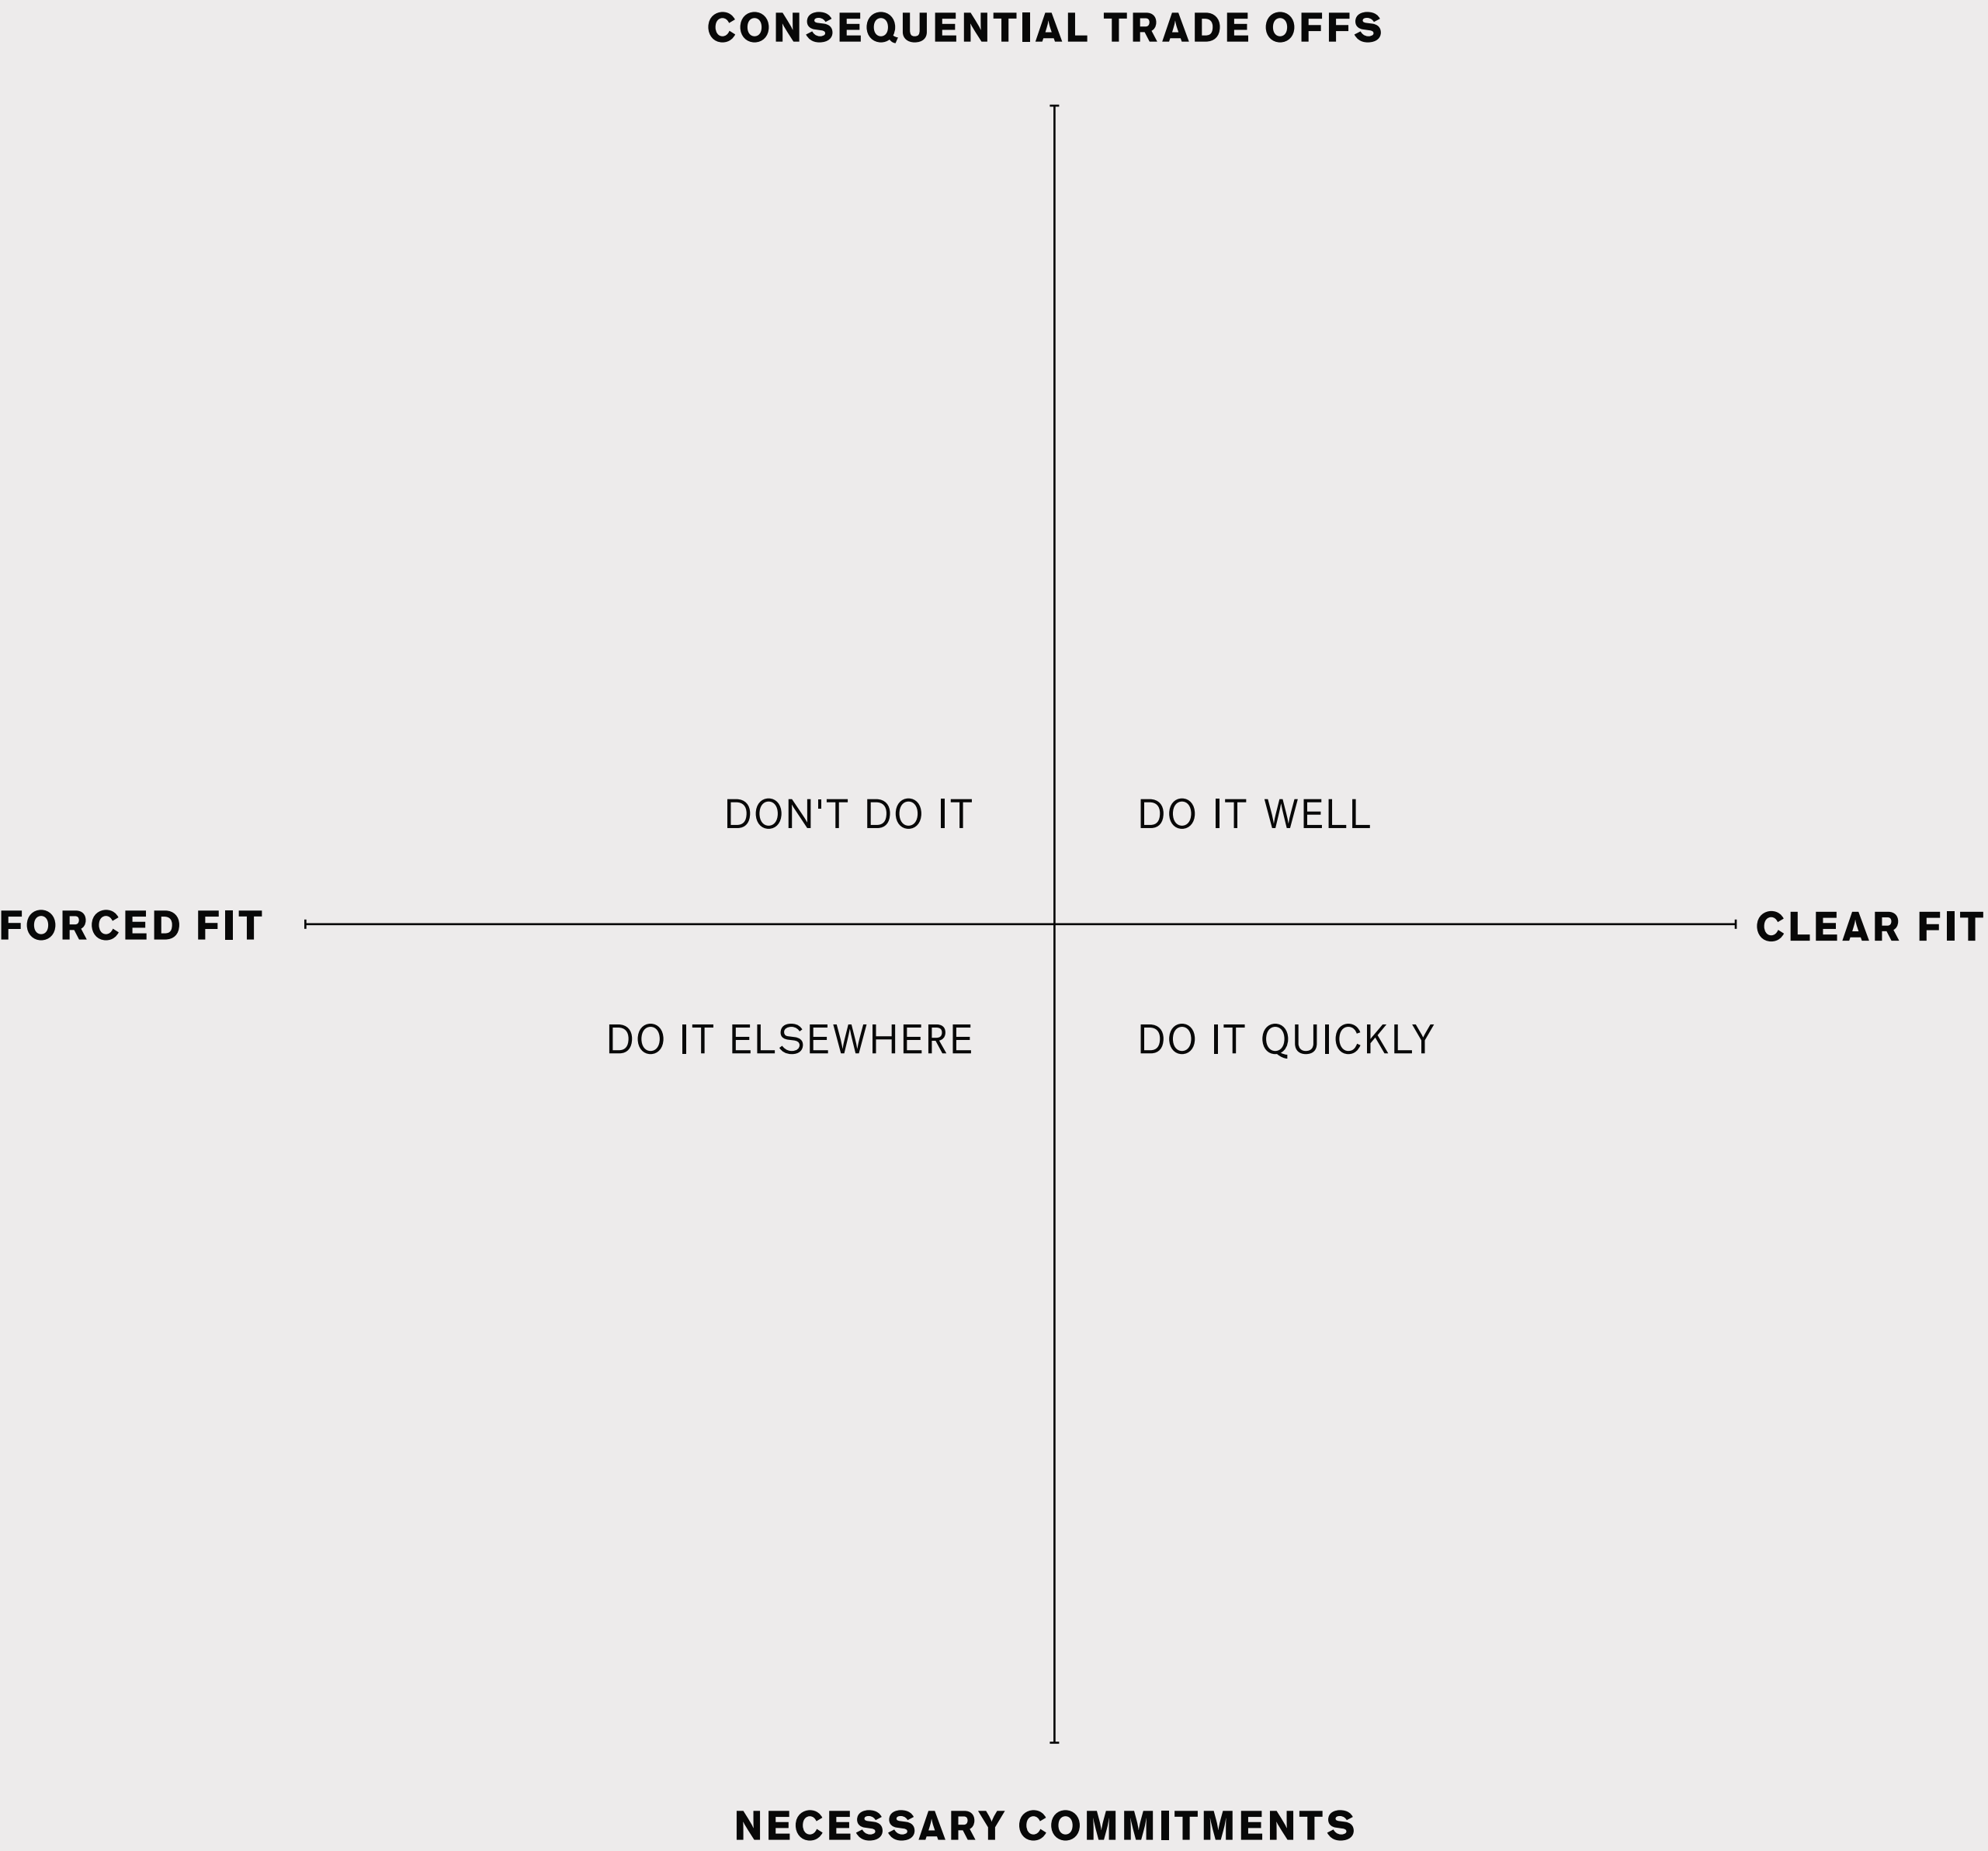 CONSEQUENTIAL TRADE OFFS
DON'T DO IT
DO IT WELL
FORCED FIT
CLEAR FIT
DO IT ELSEWHERE
DO IT QUICKLY
NECESSARY COMMITMENTS